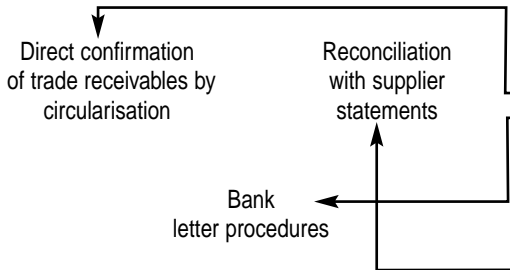 Direct confirmation
of trade receivables by
circularisation
Reconciliation
with supplier
statements
Bank
letter procedures